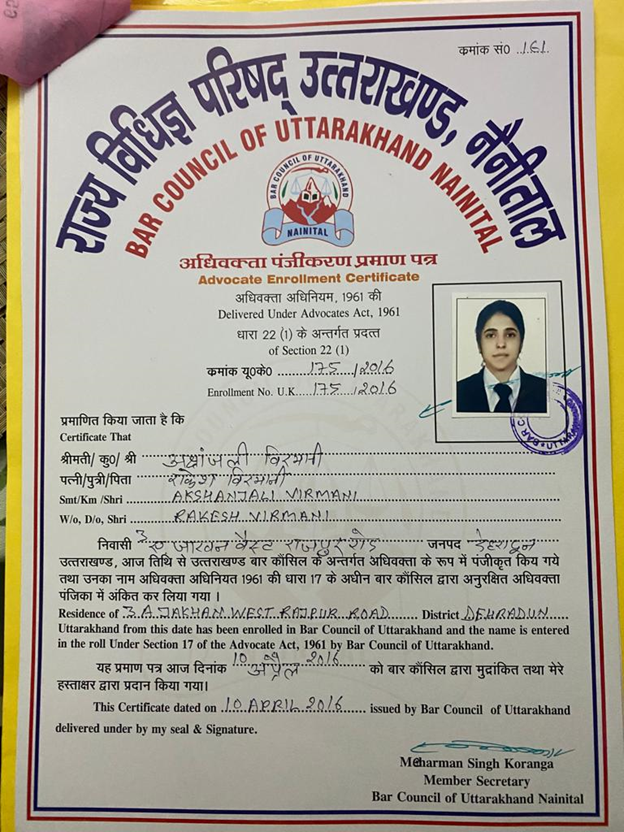 क्रमांक सं0 161
राज्य विधिज्ञ परिषद् उत्तराखण्ड, नैनीताल
BAR COUNCIL OF UTTARAKHAND NAINITAL
BAR COUNCIL OF UTTARAKHAND
NAINITAL
अधिवक्ता पंजीकरण प्रमाण पत्र
Advocate Enrollment Certificate
अधिवक्ता अधिनियम, 1961 की
Delivered Under Advocates Act, 1961
धारा 22 (1) के अन्तर्गत प्रदत्त
of Section 22 (1)
क्रमांक यू०के० 175/2016
Enrollment No. U.K. 175/2016
प्रमाणित किया जाता है कि
Certificate That
श्रीमती/ कु0/ श्री अक्षांजली विरमानी
पत्नी/पुत्री/पिता राकेश विरमानी
Smt/Km /Shri AKSHANJALI VIRMANI
W/o, D/o, Shri RAKESH VIRMANI
निवासी 3 ए जाखन वैस्ट राजपुर रोड जनपद देहरादून
उत्तराखण्ड, आज तिथि से उत्तराखण्ड बार कौंसिल के अन्तर्गत अधिवक्ता के रूप में पंजीकृत किय गये
तथा उनका नाम अधिवक्ता अधिनियत 1961 की धारा 17 के अधीन बार कौंसिल द्वारा अनुरक्षित अधिवक्ता
पंजिका में अंकित कर लिया गया ।
Residence of 3.A JAKHAN WEST RAJPUR ROAD District DEHRADUN
Uttarakhand from this date has been enrolled in Bar Council of Uttarakhand and the name is entered
in the roll Under Section 17 of the Advocate Act, 1961 by Bar Council of Uttarakhand.
यह प्रमाण पत्र आज दिनांक 10 अप्रैल 2016 को बार कौंसिल द्वारा मुद्रांकित तथा मेरे
हस्ताक्षर द्वारा प्रदान किया गया।
This Certificate dated on 10 APRIL 2016 issued by Bar Council of Uttarakhand
delivered under by my seal & Signature.
Meharman Singh Koranga
Member Secretary
Bar Council of Uttarakhand Nainital